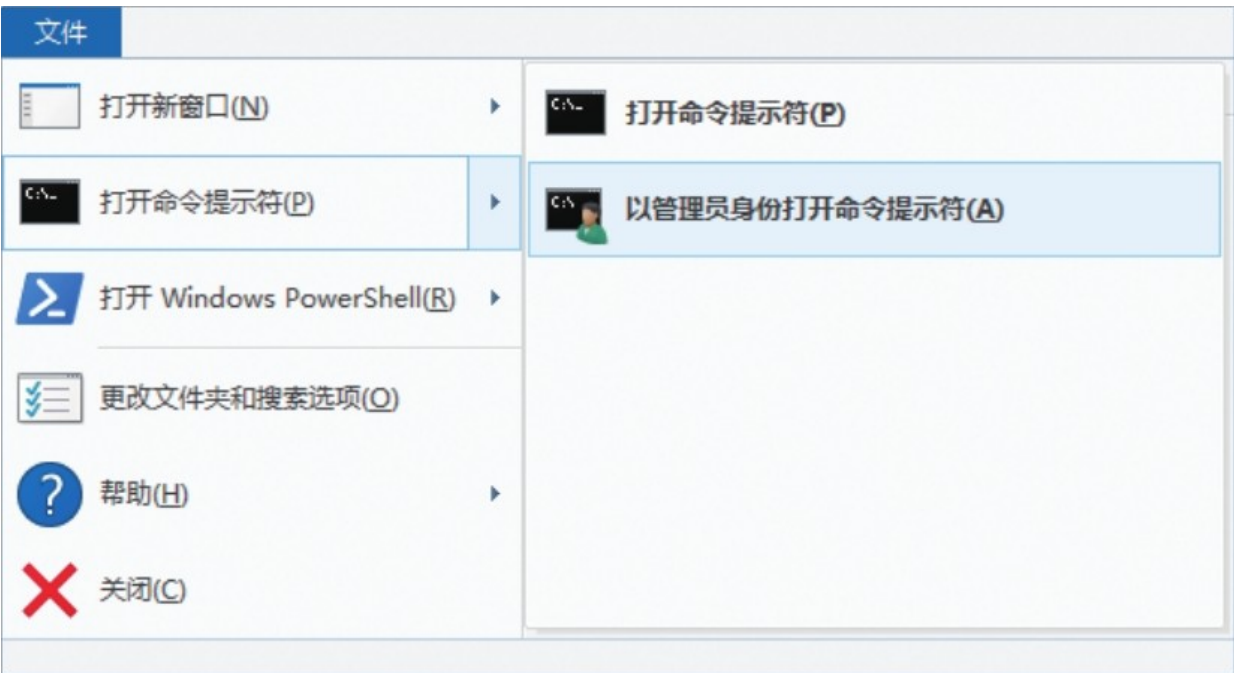 文件
打开新窗口(N)
打开命令提示符(P)
打开 Windows PowerShell(R)
更改文件夹和搜索选项(O)
帮助(H)
关闭(C)
C:\_
打开命令提示符(P)
C:\
以管理员身份打开命令提示符(A)
C:\_